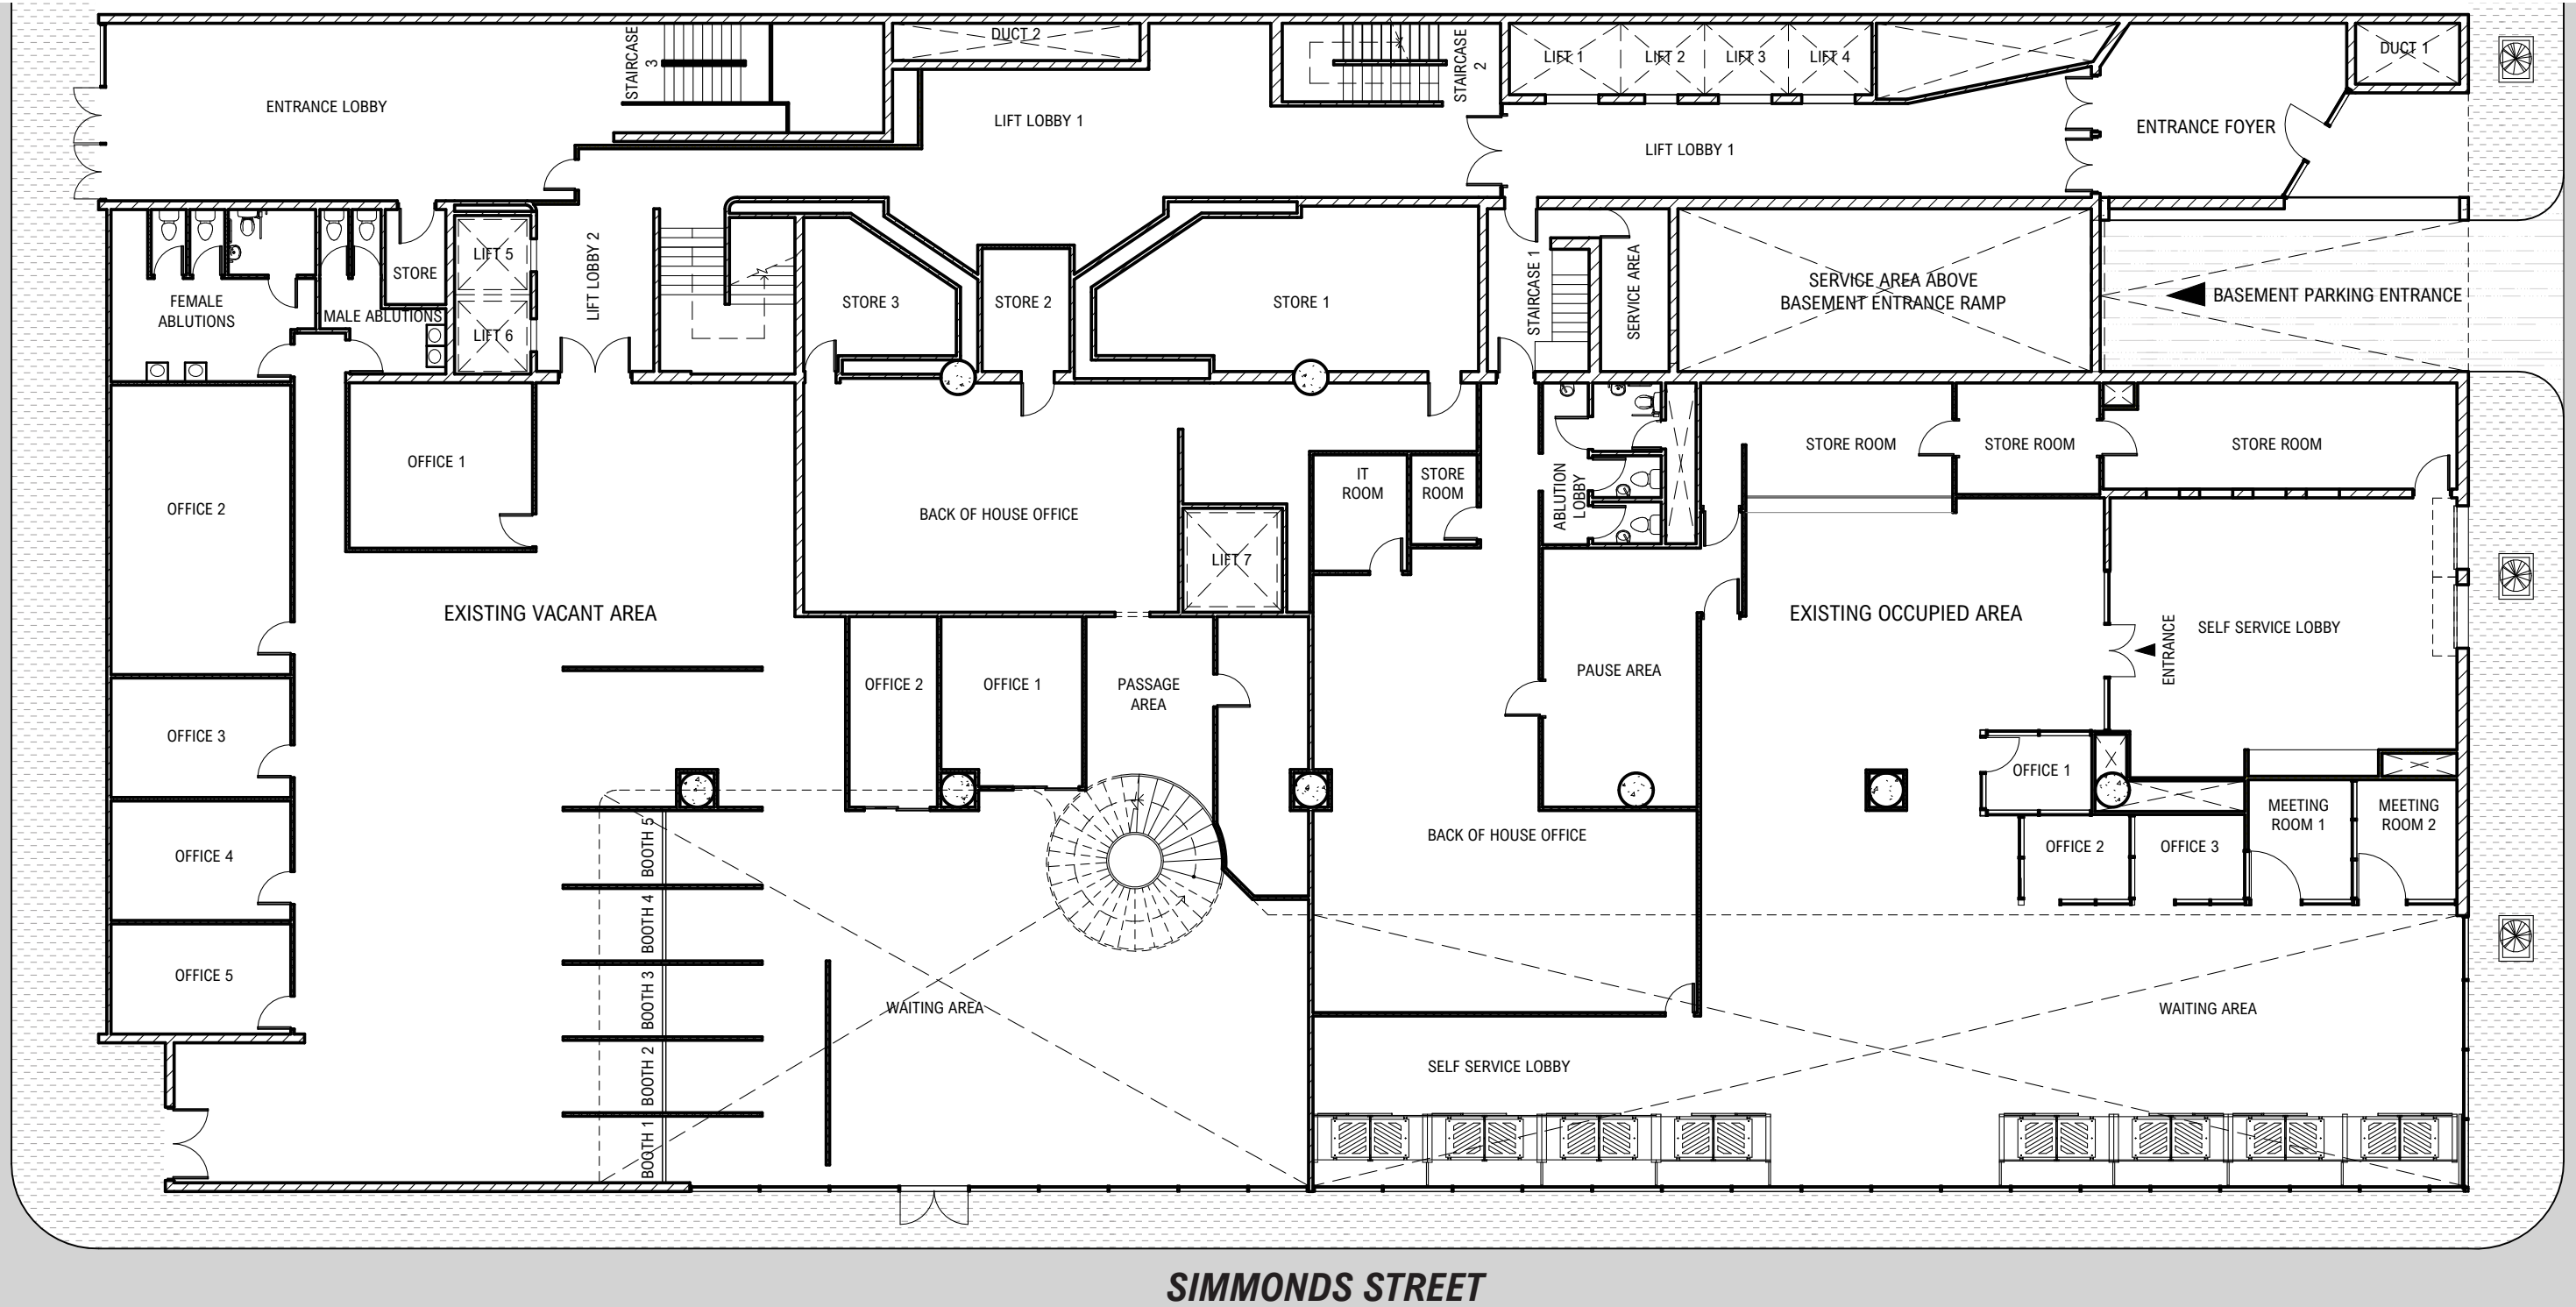 STAIRCASE
3
DUCT 2
STAIRCASE
2
LIFT 1
LIFT 2
LIFT 3
LIFT 4
DUCT 1
ENTRANCE LOBBY
LIFT LOBBY 1
LIFT LOBBY 1
ENTRANCE FOYER
FEMALE
ABLUTIONS
MALE ABLUTIONS
STORE
LIFT 5
LIFT 6
LIFT LOBBY 2
STORE 3
STORE 2
STORE 1
STAIRCASE 1
SERVICE AREA
SERVICE AREA ABOVE
BASEMENT ENTRANCE RAMP
BASEMENT PARKING ENTRANCE
OFFICE 1
OFFICE 2
BACK OF HOUSE OFFICE
LIFT 7
IT
ROOM
STORE
ROOM
ABLUTION
LOBBY
STORE ROOM
STORE ROOM
STORE ROOM
EXISTING VACANT AREA
EXISTING OCCUPIED AREA
SELF SERVICE LOBBY
ENTRANCE
OFFICE 3
OFFICE 2
OFFICE 1
PASSAGE
AREA
PAUSE AREA
OFFICE 1
OFFICE 4
BOOTH 5
BACK OF HOUSE OFFICE
OFFICE 2
OFFICE 3
MEETING
ROOM 1
MEETING
ROOM 2
OFFICE 5
BOOTH 4
BOOTH 3
WAITING AREA
WAITING AREA
BOOTH 2
SELF SERVICE LOBBY
BOOTH 1
SIMMONDS STREET